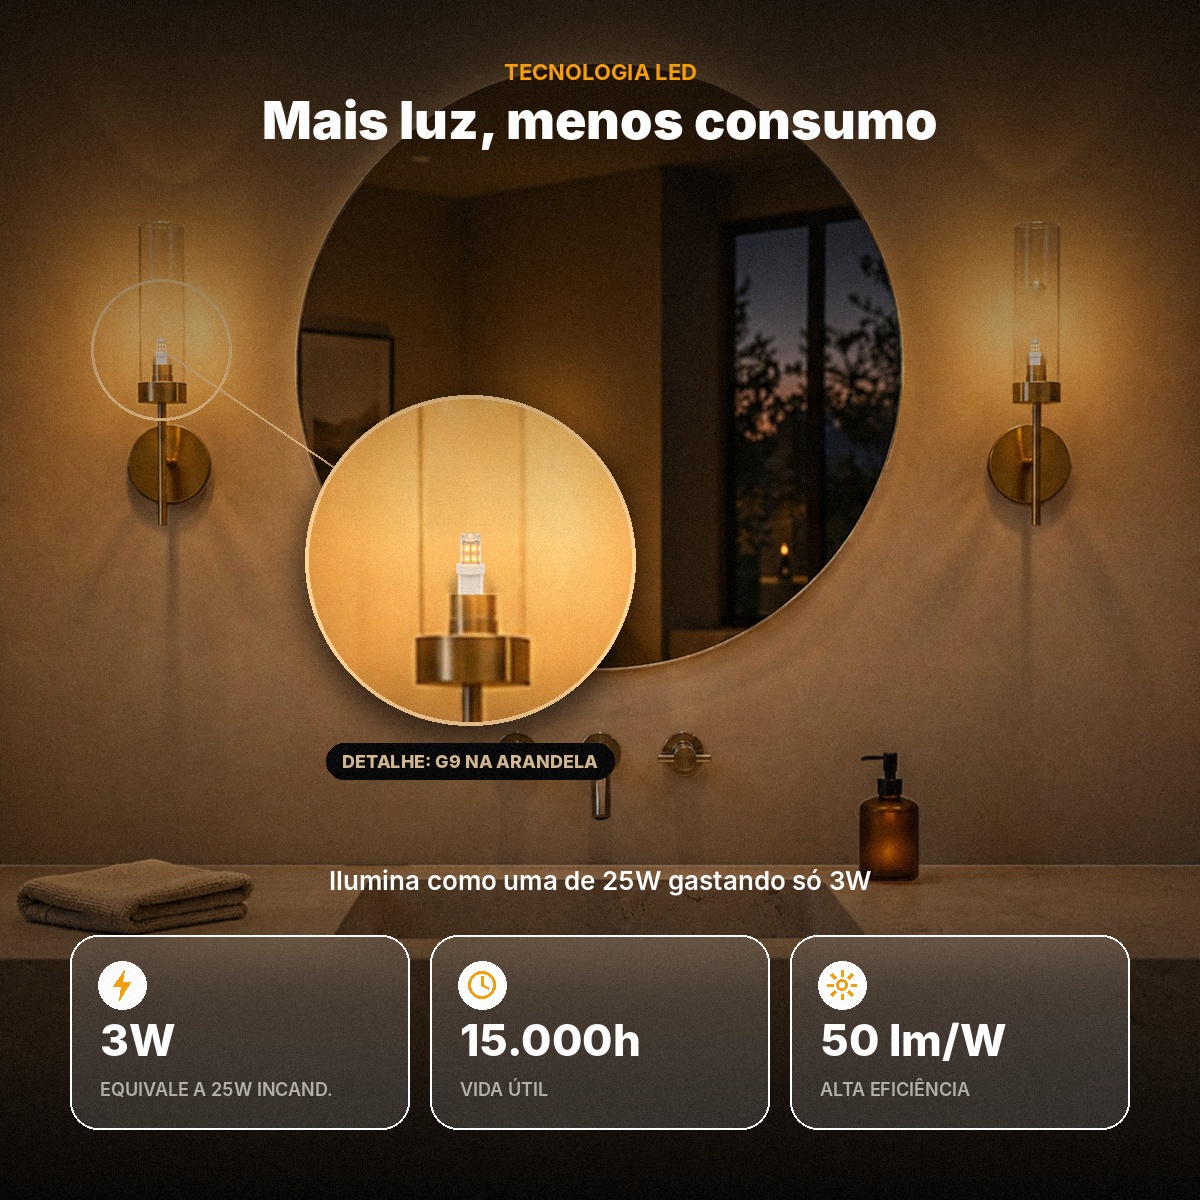 TECNOLOGIA LED
Mais luz, menos consumo
DETALHE: G9 NA ARANDELA
Ilumina como uma de 25W gastando só 3W
3W
EQUIVALE A 25W INCAND.
15.000h
VIDA ÚTIL
50 lm/W
ALTA EFICIÊNCIA